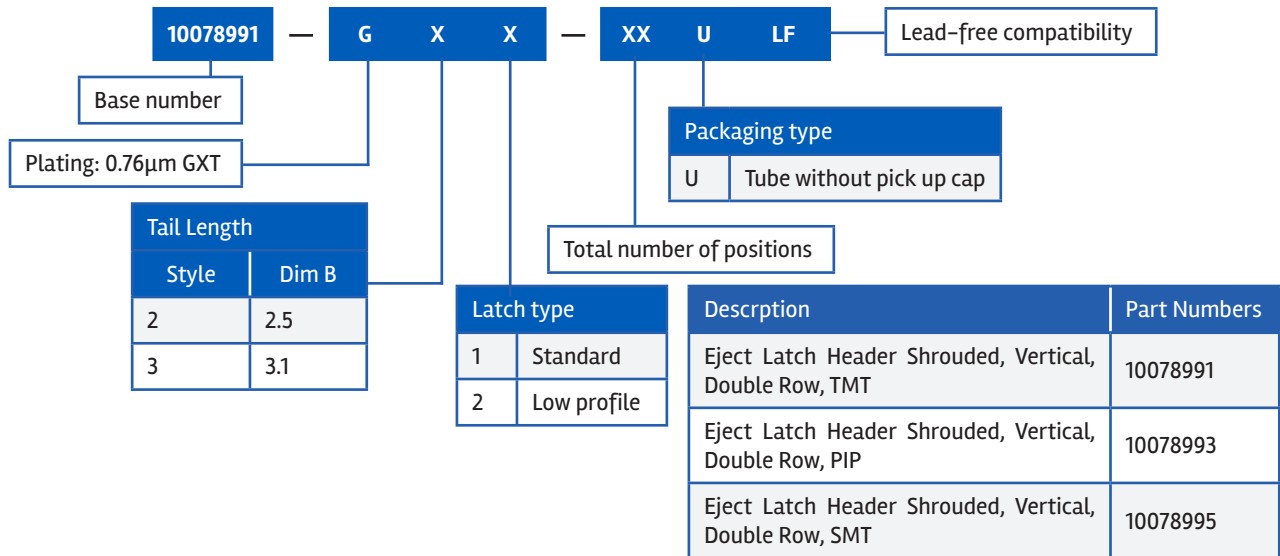 10078991 — G X X — XX U LF
Lead-free compatibility
Base number
Packaging type
U Tube without pick up cap
Plating: 0.76µm GXT
Tail Length
Style Dim B
2 2.5
3 3.1
Total number of positions
Latch type
1 Standard
2 Low profile
Descrption Part Numbers
Eject Latch Header Shrouded, Vertical,
Double Row, TMT
10078991
Eject Latch Header Shrouded, Vertical,
Double Row, PIP
10078993
Eject Latch Header Shrouded, Vertical,
Double Row, SMT
10078995